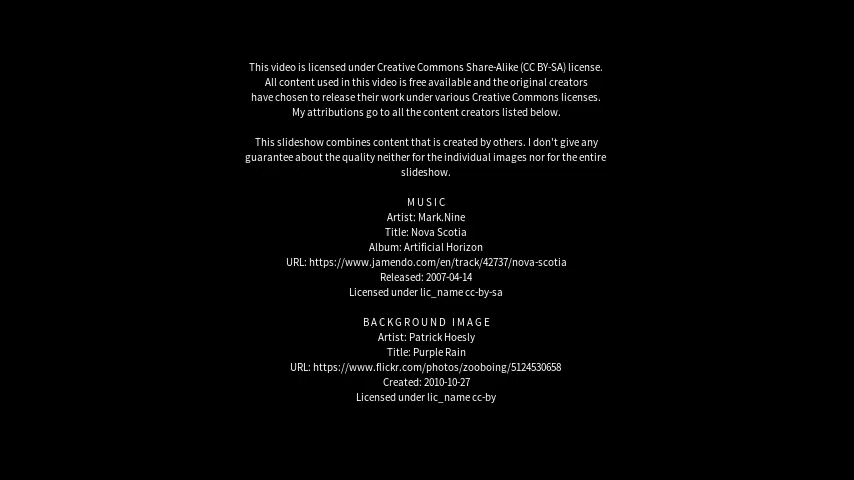 This video is licensed under Creative Commons Share-Alike (CC BY-SA) license.
All content used in this video is free available and the original creators
have chosen to release their work under various Creative Commons licenses.
My attributions go to all the content creators listed below.
This slideshow combines content that is created by others. I don't give any
guarantee about the quality neither for the individual images nor for the entire
slideshow.
M U S I C
Artist: Mark.Nine
Title: Nova Scotia
Album: Artificial Horizon
URL: https://www.jamendo.com/en/track/42737/nova-scotia
Released: 2007-04-14
Licensed under lic_name cc-by-sa
B A C K G R O U N D   I M A G E
Artist: Patrick Hoesly
Title: Purple Rain
URL: https://www.flickr.com/photos/zooboing/5124530658
Created: 2010-10-27
Licensed under lic_name cc-by